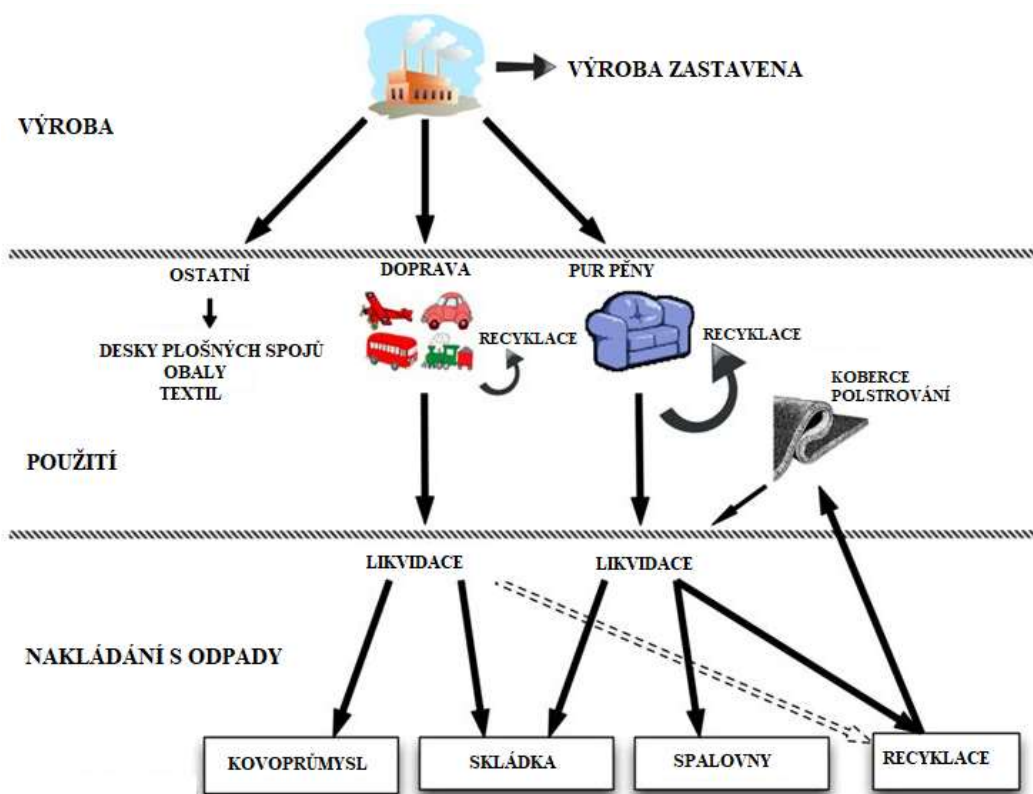 VÝROBA ZASTAVENA
VÝROBA
OSTATNÍ
DOPRAVA
PUR PĚNY
DESKY PLOŠNÝCH SPOJŮ
OBALY
TEXTIL
RECYKLACE
RECYKLACE
KOBERCE
POLSTROVÁNÍ
POUŽITÍ
LIKVIDACE
LIKVIDACE
NAKLÁDÁNÍ S ODPADY
KOVOPRŮMYSL
SKLÁDKA
SPALOVNY
RECYKLACE